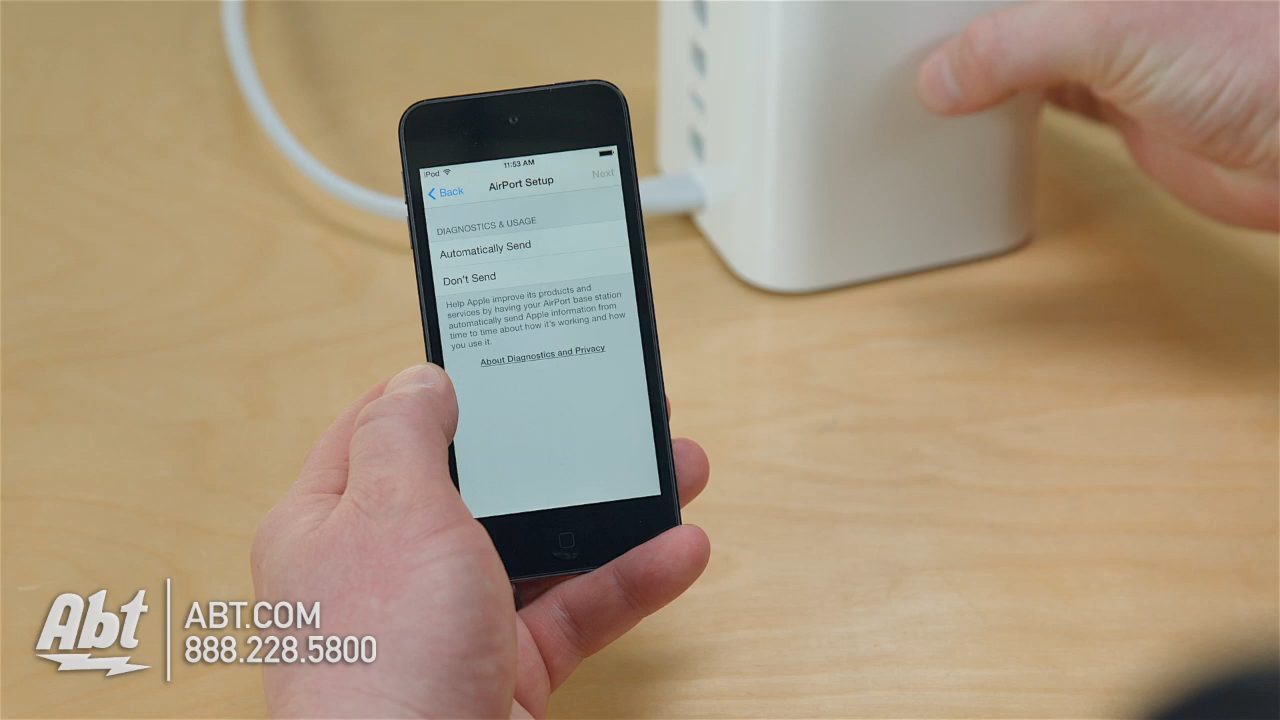 iPod
11:53 AM
Back
AirPort Setup
Next
DIAGNOSTICS & USAGE
Automatically Send
Don't Send
Help Apple improve its products and
services by having your AirPort base station
automatically send Apple information from
time to time about how it's working and how
you use it.
About Diagnostics and Privacy
Abt
ABT.COM
888.228.5800